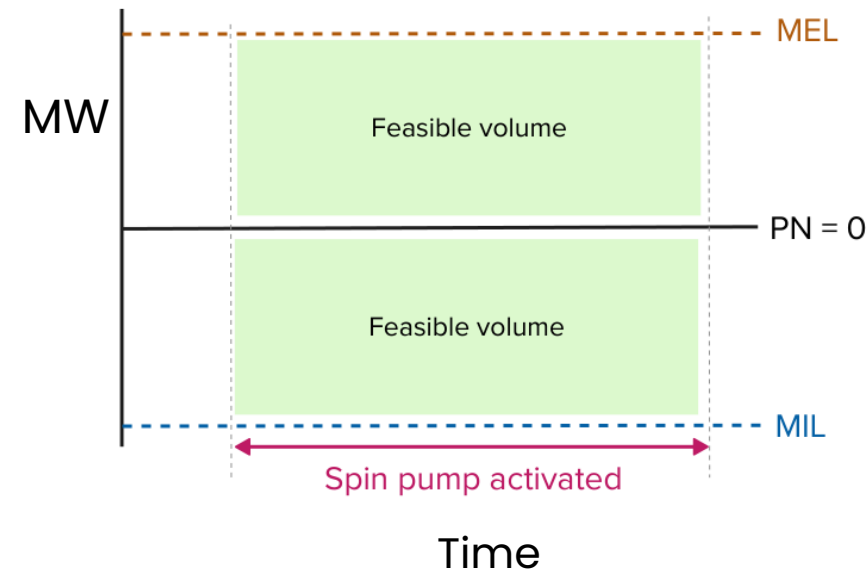 MEL
MW
Feasible volume
PN = 0
Feasible volume
MIL
Spin pump activated
Time